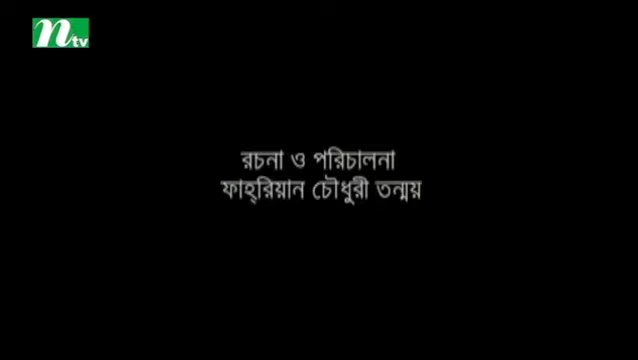 ntv
রচনা ও পরিচালনা
ফাহ্‌রিয়ান চৌধুরী তন্ময়